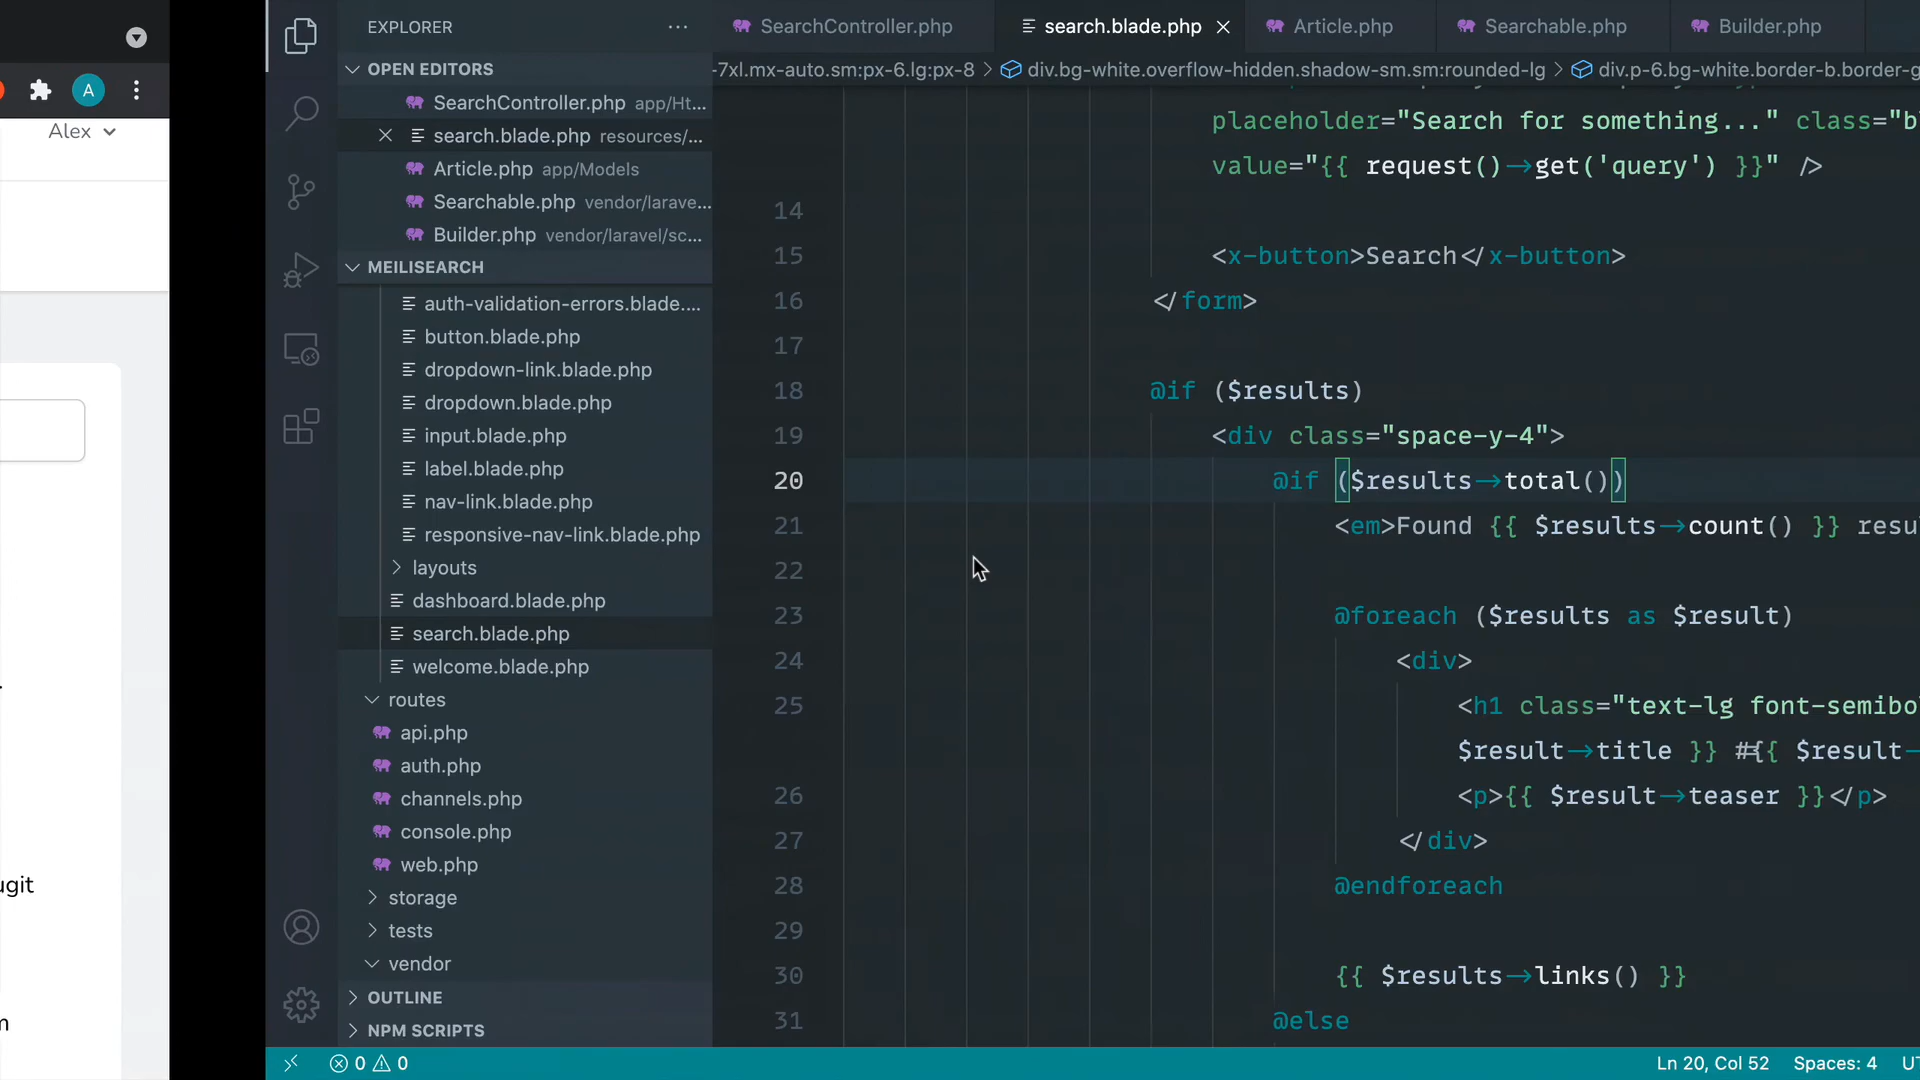 A
Alex
ugit
EXPLORER
OPEN EDITORS
SearchController.php app/Ht...
search.blade.php resources/...
Article.php app/Models
Searchable.php vendor/larave...
Builder.php vendor/laravel/sc...
MEILISEARCH
auth-validation-errors.blade....
button.blade.php
dropdown-link.blade.php
dropdown.blade.php
input.blade.php
label.blade.php
nav-link.blade.php
responsive-nav-link.blade.php
layouts
dashboard.blade.php
search.blade.php
welcome.blade.php
routes
api.php
auth.php
channels.php
console.php
web.php
storage
tests
vendor
OUTLINE
NPM SCRIPTS
SearchController.php
search.blade.php
Article.php
Searchable.php
Builder.php
-7xl.mx-auto.sm:px-6.lg:px-8 > div.bg-white.overflow-hidden.shadow-sm.sm:rounded-lg > div.p-6.bg-white.border-b.border-g
placeholder="Search for something..." class="b
value="{{ request()->get('query') }}" />
14
15 <x-button>Search</x-button>
16 </form>
17
18 @if ($results)
19 <div class="space-y-4">
20 @if ($results->total())
21 <em>Found {{ $results->count() }} resu
22
23 @foreach ($results as $result)
24 <div>
25 <h1 class="text-lg font-semibo
$result->title }} #{{ $result-
26 <p>{{ $result->teaser }}</p>
27 </div>
28 @endforeach
29
30 {{ $results->links() }}
31 @else
0 0
Ln 20, Col 52 Spaces: 4